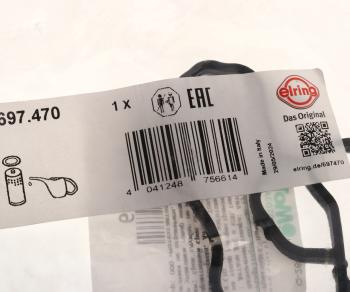 697.470
1 x
EAC
elring
Das Original
Made in Italy
29/05/2024
elring.de/697470
4 041248 756614